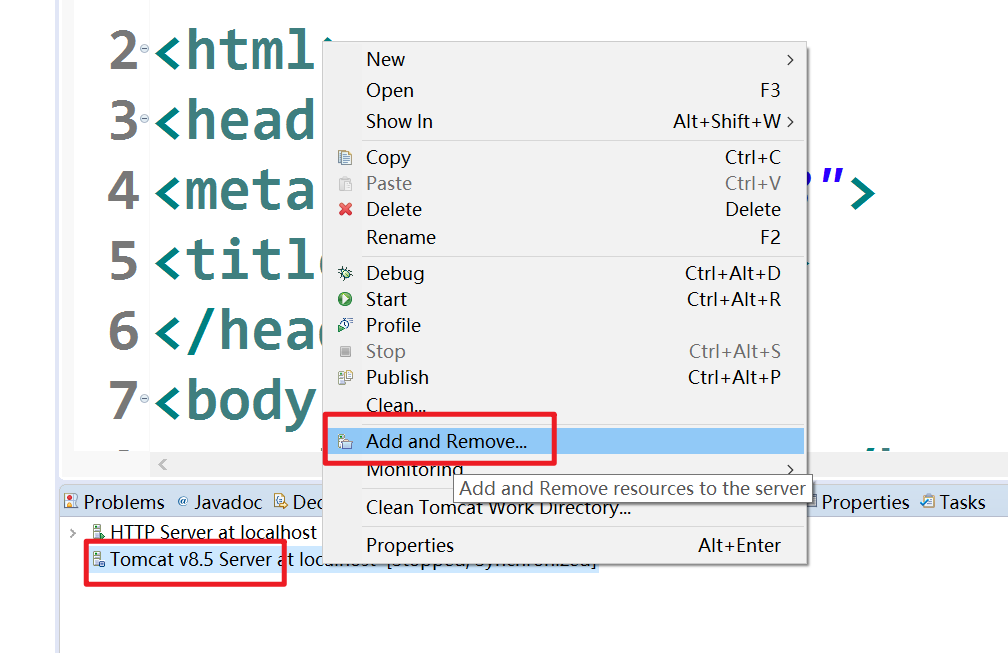 2 <html>
New
Open F3
3 <head
Show In Alt+Shift+W
Copy Ctrl+C
4 <meta ">
Paste Ctrl+V
Delete Delete
Rename F2
5 <titl
Debug Ctrl+Alt+D
Start Ctrl+Alt+R
6 </hea
Profile
Stop Ctrl+Alt+S
Publish Ctrl+Alt+P
7 <body
Clean...
Add and Remove...
Monitoring
Add and Remove resources to the server
Problems @ Javadoc Dec Properties Tasks
Clean Tomcat Work Directory...
HTTP Server at localhost
Properties Alt+Enter
Tomcat v8.5 Server at localhost [Stopped, Synchronized]